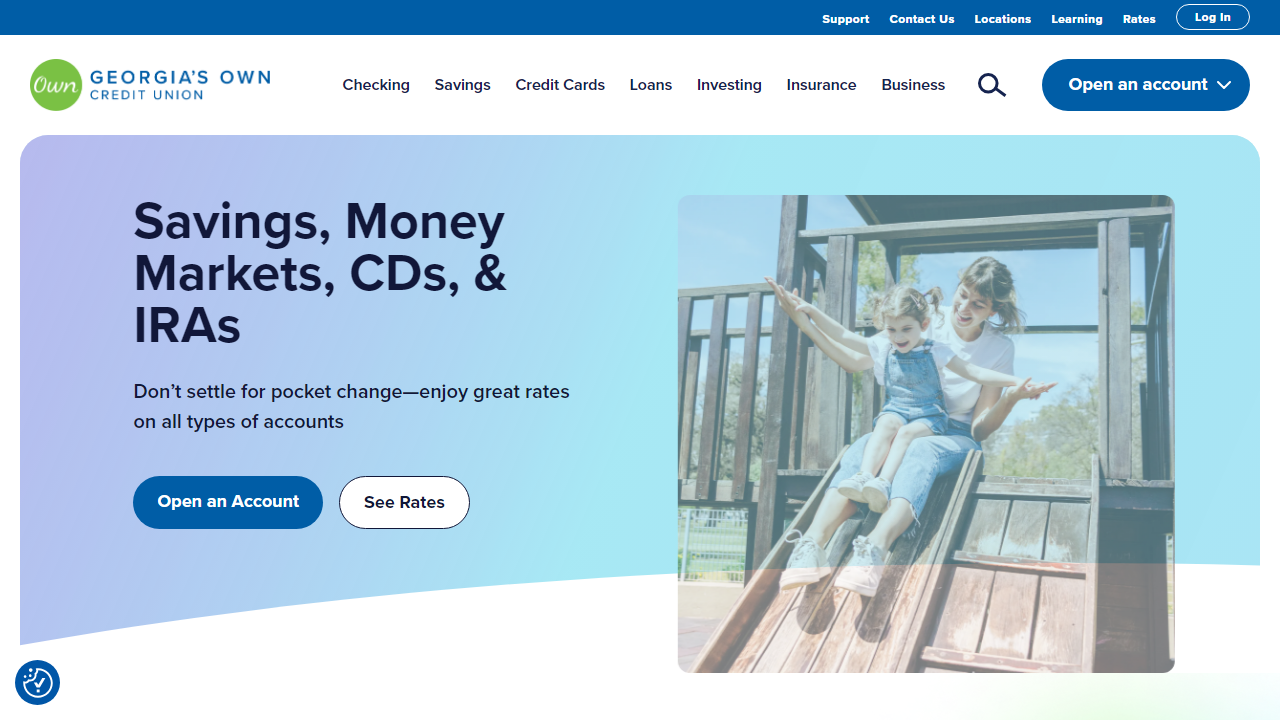 Support Contact Us Locations Learning Rates Log In
Own GEORGIA'S OWN
CREDIT UNION
Checking Savings Credit Cards Loans Investing Insurance Business Open an account
Savings, Money
Markets, CDs, &
IRAs
Don’t settle for pocket change—enjoy great rates
on all types of accounts
Open an Account See Rates